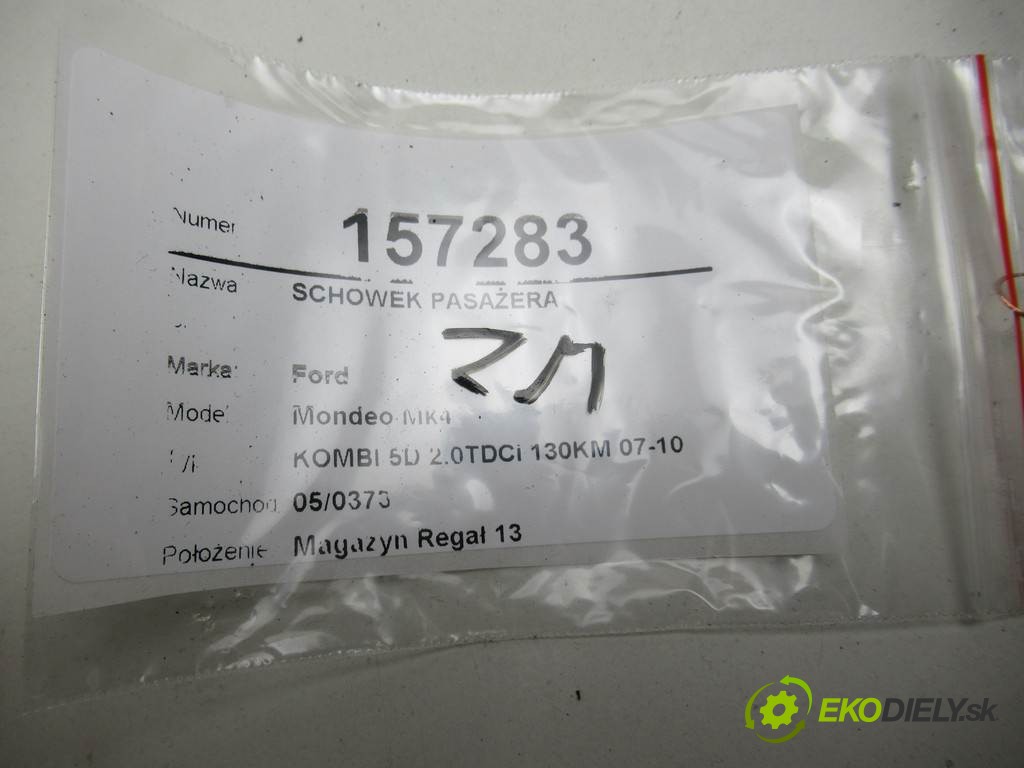 Numer 157283
Nazwa SCHOWEK PASAŻERA
Marka Ford
Model Mondeo MK4
KOMBI 5D 2.0TDCi 130KM 07-10
Samochod 05/0373
Położenie Magazyn Regał 13
EKODIELY.sk